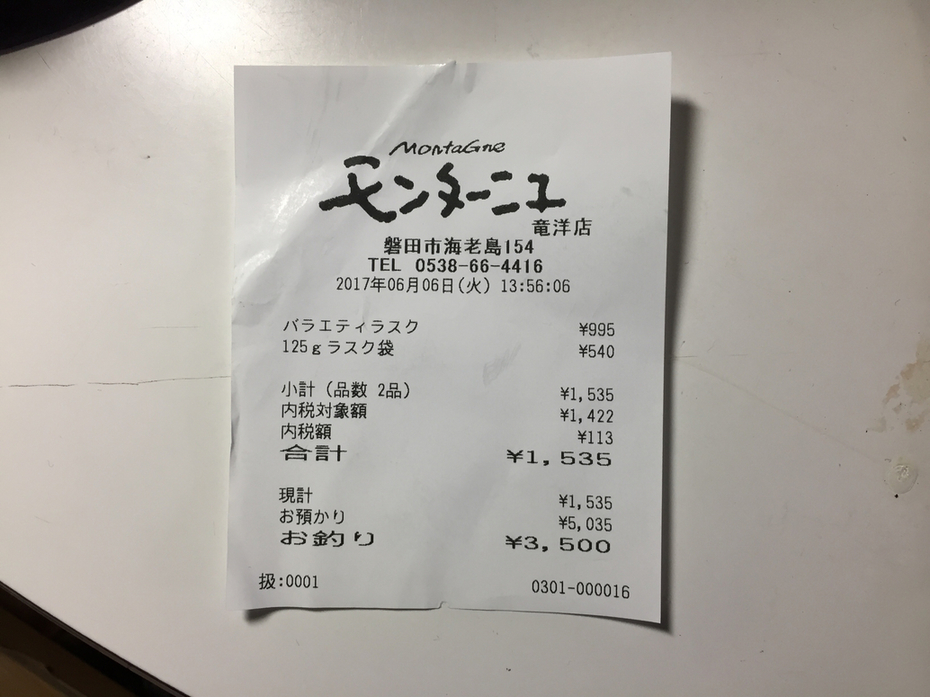 MontaGne
モンターニュ
竜洋店
磐田市海老島154
TEL 0538-66-4416
2017年06月06日(火) 13:56:06
バラエティラスク ¥995
125gラスク袋 ¥540
小計(品数 2品) ¥1,535
内税対象額 ¥1,422
内税額 ¥113
合計 ¥1,535
現計 ¥1,535
お預かり ¥5,035
お釣り ¥3,500
扱:0001 0301-000016